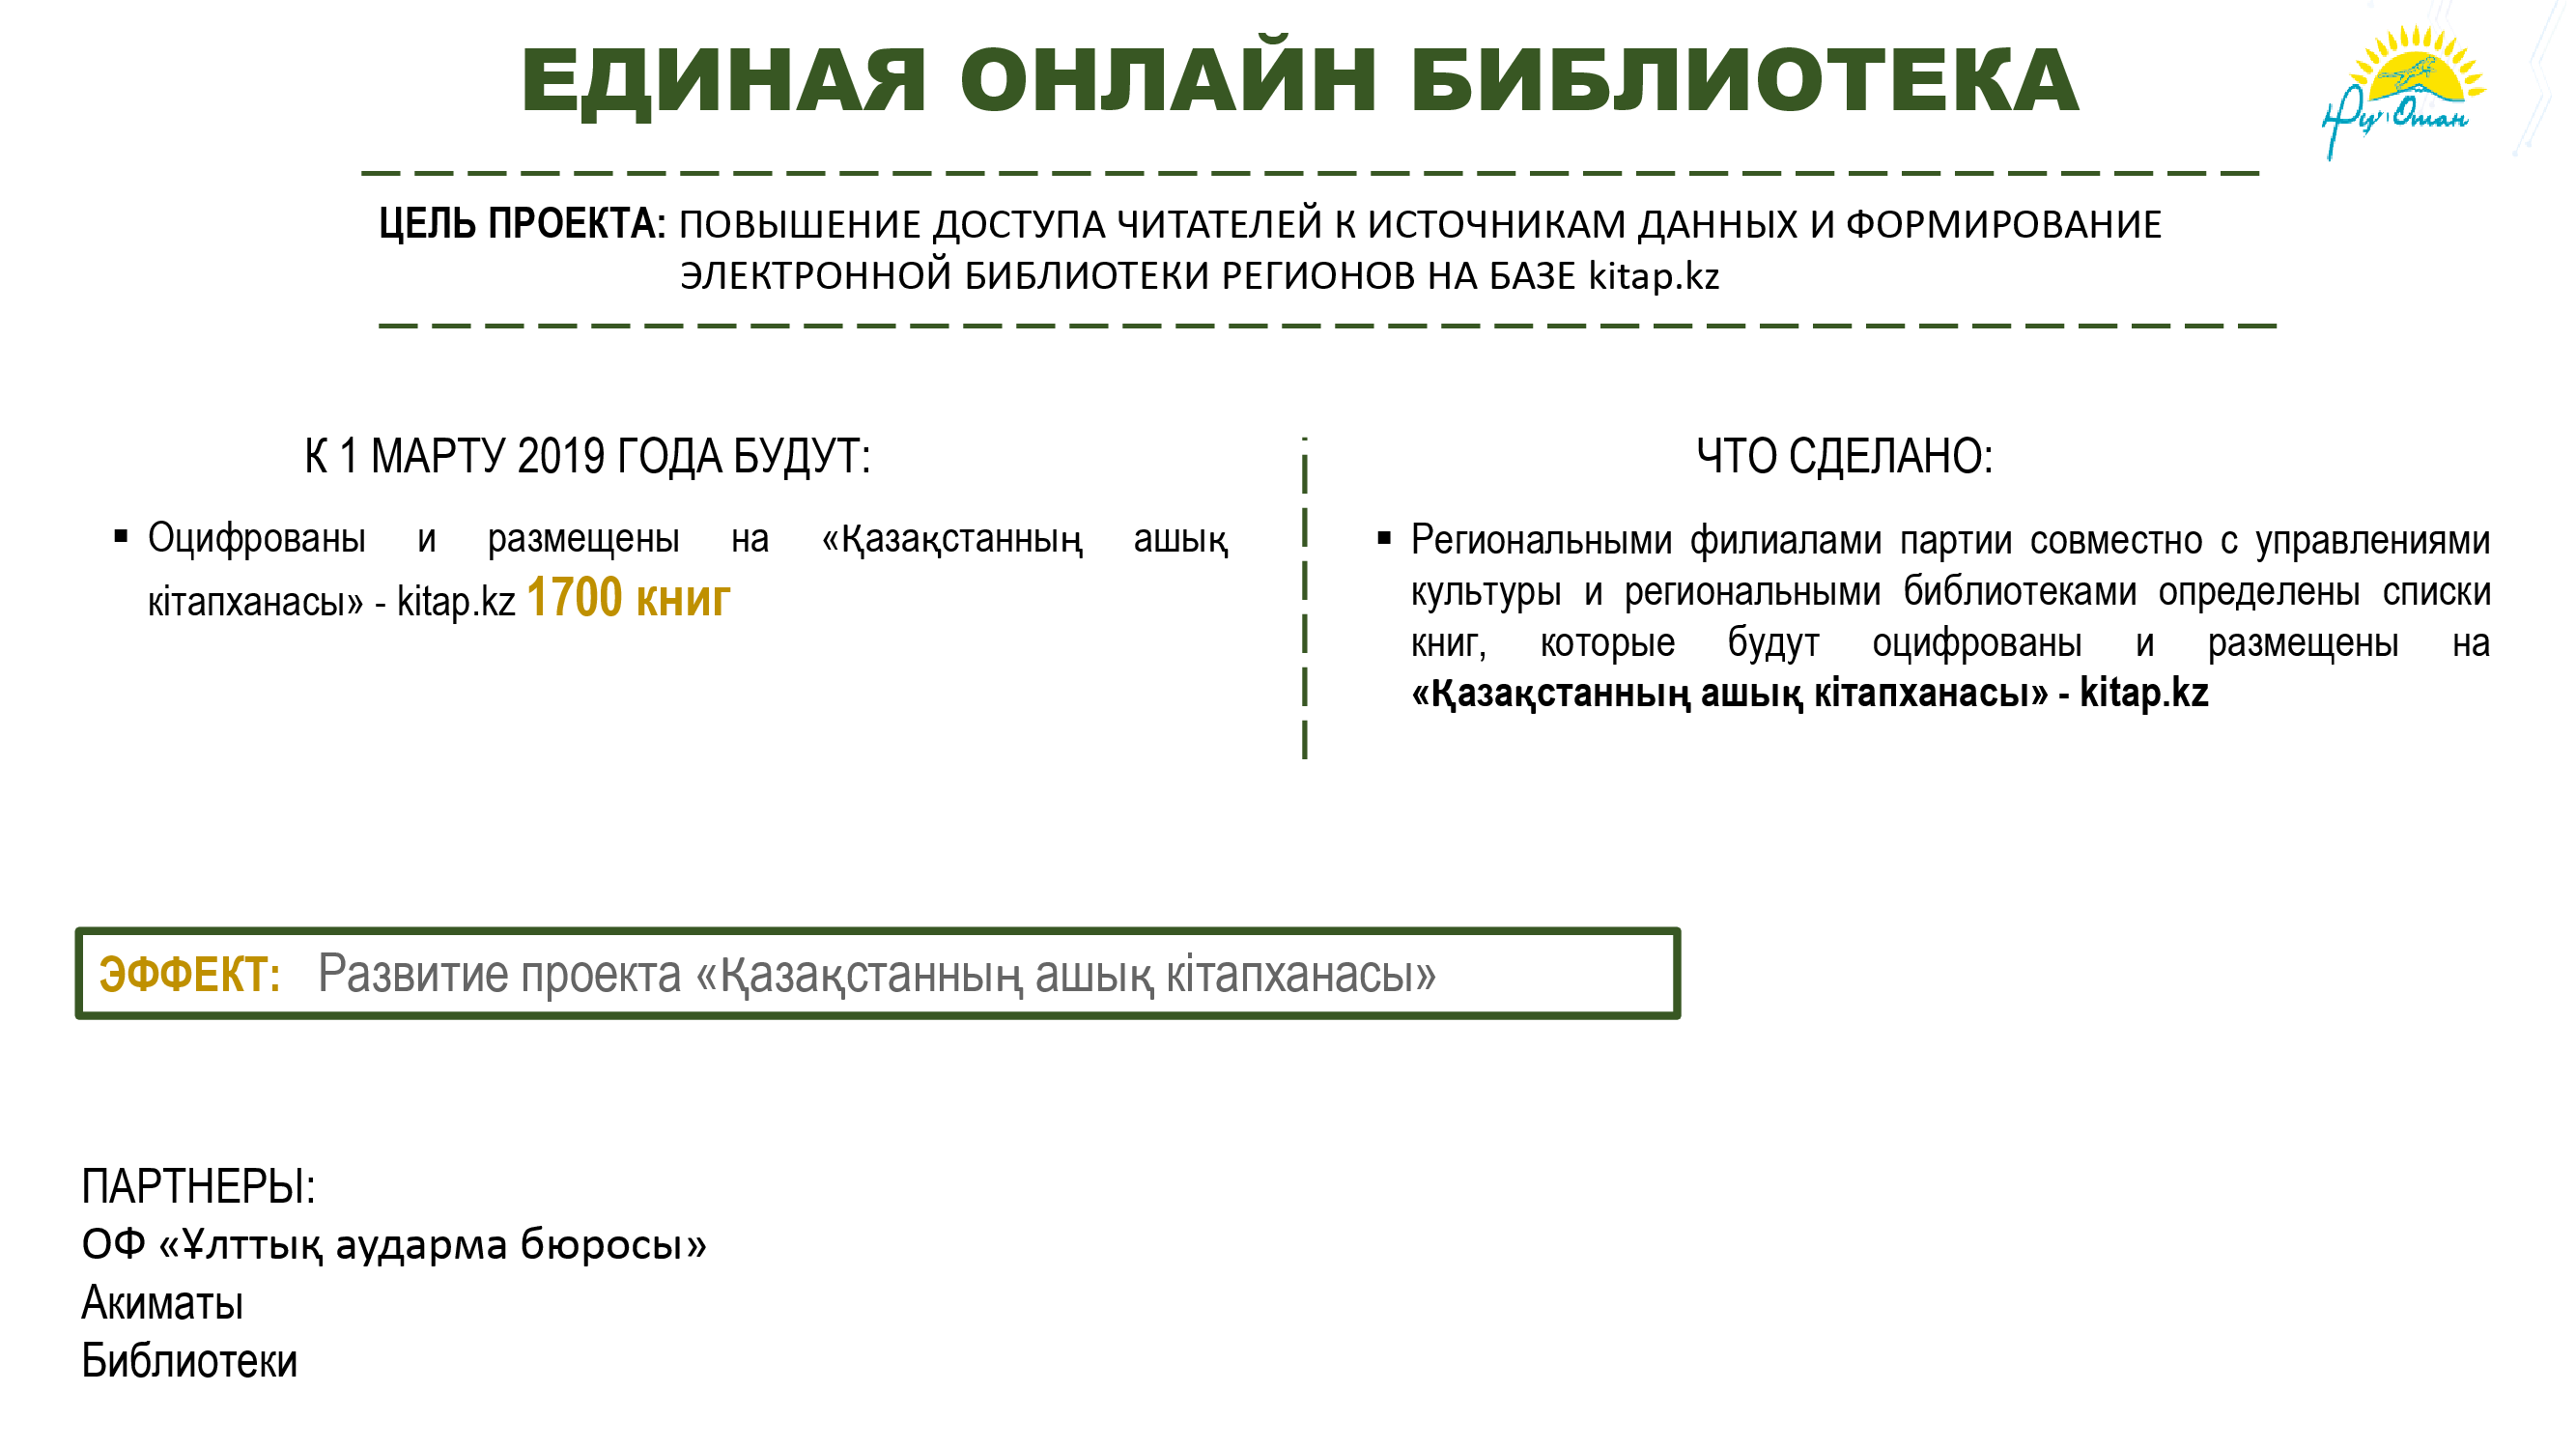 ЕДИНАЯ ОНЛАЙН БИБЛИОТЕКА
Нұр Отан
ЦЕЛЬ ПРОЕКТА: ПОВЫШЕНИЕ ДОСТУПА ЧИТАТЕЛЕЙ К ИСТОЧНИКАМ ДАННЫХ И ФОРМИРОВАНИЕ
ЭЛЕКТРОННОЙ БИБЛИОТЕКИ РЕГИОНОВ НА БАЗЕ kitap.kz
К 1 МАРТУ 2019 ГОДА БУДУТ:
▪ Оцифрованы и размещены на «Қазақстанның ашық
кітапханасы» - kitap.kz 1700 книг
ЧТО СДЕЛАНО:
▪ Региональными филиалами партии совместно с управлениями
культуры и региональными библиотеками определены списки
книг, которые будут оцифрованы и размещены на
«Қазақстанның ашық кітапханасы» - kitap.kz
ЭФФЕКТ: Развитие проекта «Қазақстанның ашық кітапханасы»
ПАРТНЕРЫ:
ОФ «Ұлттық аударма бюросы»
Акиматы
Библиотеки